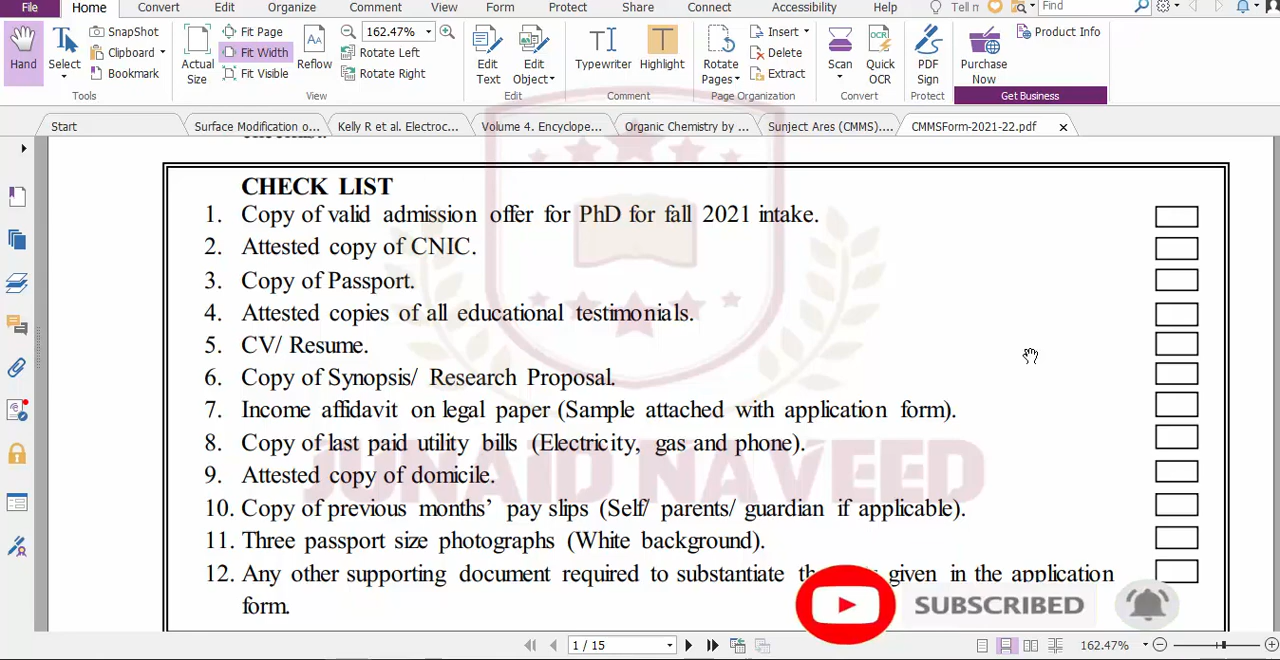 File Home Convert Edit Organize Comment View Form Protect Share Connect Accessibility Help Tell Find
SnapShot Fit Page 162.47% Insert Product Info
Hand Select Clipboard Actual Size Fit Width Reflow Rotate Left Edit Text Edit Object Typewriter Highlight Rotate Pages Delete Scan Quick OCR PDF Sign Purchase Now
Bookmark Fit Visible Rotate Right Extract
Tools View Edit Comment Page Organization Convert Protect Get Business
Start Surface Modification o... Kelly R et al. Electroc... Volume 4. Encyclope... Organic Chemistry by ... Sunject Ares (CMMS).... CMMSForm-2021-22.pdf
CHECK LIST
1. Copy of valid admission offer for PhD for fall 2021 intake.
2. Attested copy of CNIC.
3. Copy of Passport.
4. Attested copies of all educational testimonials.
5. CV/ Resume.
6. Copy of Synopsis/ Research Proposal.
7. Income affidavit on legal paper (Sample attached with application form).
8. Copy of last paid utility bills (Electricity, gas and phone).
JUNAID NAVEED
9. Attested copy of domicile.
10. Copy of previous months' pay slips (Self/ parents/ guardian if applicable).
11. Three passport size photographs (White background).
12. Any other supporting document required to substantiate given in the application
form.
SUBSCRIBED
1 / 15 162.47%